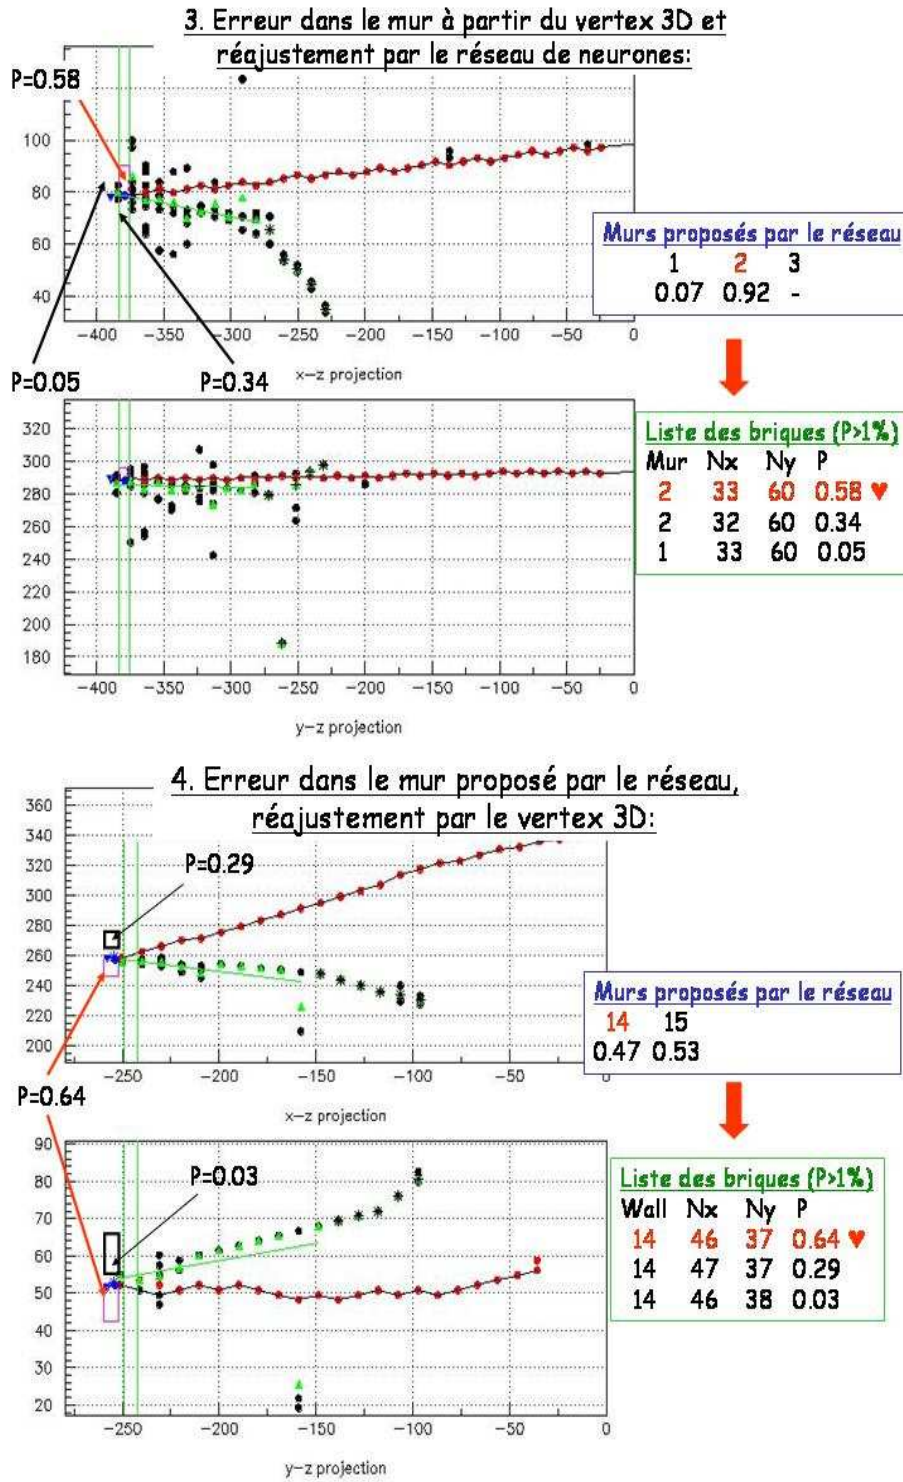 3. Erreur dans le mur à partir du vertex 3D et
réajustement par le réseau de neurones:
P=0.58
100
80
60
40
-400 -350 -300 -250 -200 -150 -100 -50 0
x-z projection
P=0.05
P=0.34
Murs proposés par le réseau
1 2 3
0.07 0.92 -
320
300
280
260
240
220
200
180
-400 -350 -300 -250 -200 -150 -100 -50 0
y-z projection
Liste des briques (P>1%)
Mur Nx Ny P
2 33 60 0.58 ♥
2 32 60 0.34
1 33 60 0.05
4. Erreur dans le mur proposé par le réseau,
réajustement par le vertex 3D:
360
340
320
300
280
260
240
220
200
P=0.29
-250 -200 -150 -100 -50 0
x-z projection
P=0.64
Murs proposés par le réseau
14 15
0.47 0.53
90
80
70
60
50
40
30
20
P=0.03
-250 -200 -150 -100 -50 0
y-z projection
Liste des briques (P>1%)
Wall Nx Ny P
14 46 37 0.64 ♥
14 47 37 0.29
14 46 38 0.03